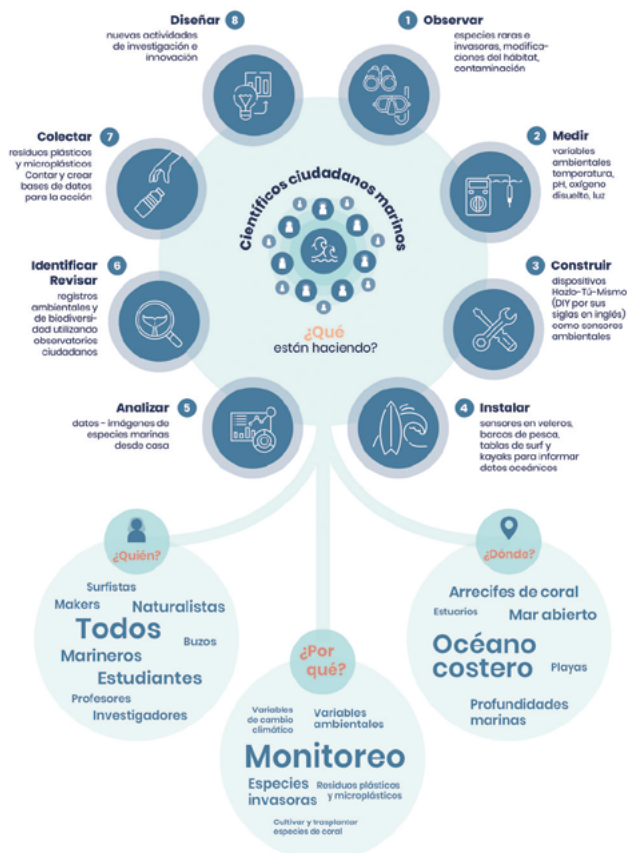 Diseñar 8
nuevas actividades
de investigación e
innovación
1 Observar
especies raras e
invasoras, modifica-
ciones del hábitat,
contaminación
Colectar 7
residuos plásticos
y microplásticos
Contar y crear
bases de datos
para la acción
2 Medir
variables
ambientales
temperatura,
pH, oxígeno
disuelto, luz
Científicos ciudadanos marinos
¿Qué
están haciendo?
Identificar 6
Revisar
registros
ambientales y
de biodiversi-
dad utilizando
observatorios
ciudadanos
3 Construir
dispositivos
Hazlo-Tú-Mismo
(DIY por sus
siglas en inglés)
como sensores
ambientales
Analizar 5
datos - imágenes de
especies marinas
desde casa
4 Instalar
sensores en veleros,
barcos de pesca,
tablas de surf y
kayaks para informar
datos oceánicos
¿Quién?
Surfistas
Makers
Naturalistas
Todos
Buzos
Marineros
Estudiantes
Profesores
Investigadores
¿Por
qué?
Variables
de cambio
climático
Variables
ambientales
Monitoreo
Especies
invasoras
Residuos plásticos
y microplásticos
Cultivar y trasplantar
especies de coral
¿Dónde?
Arrecifes de coral
Estuarios
Mar abierto
Océano
costero
Playas
Profundidades
marinas